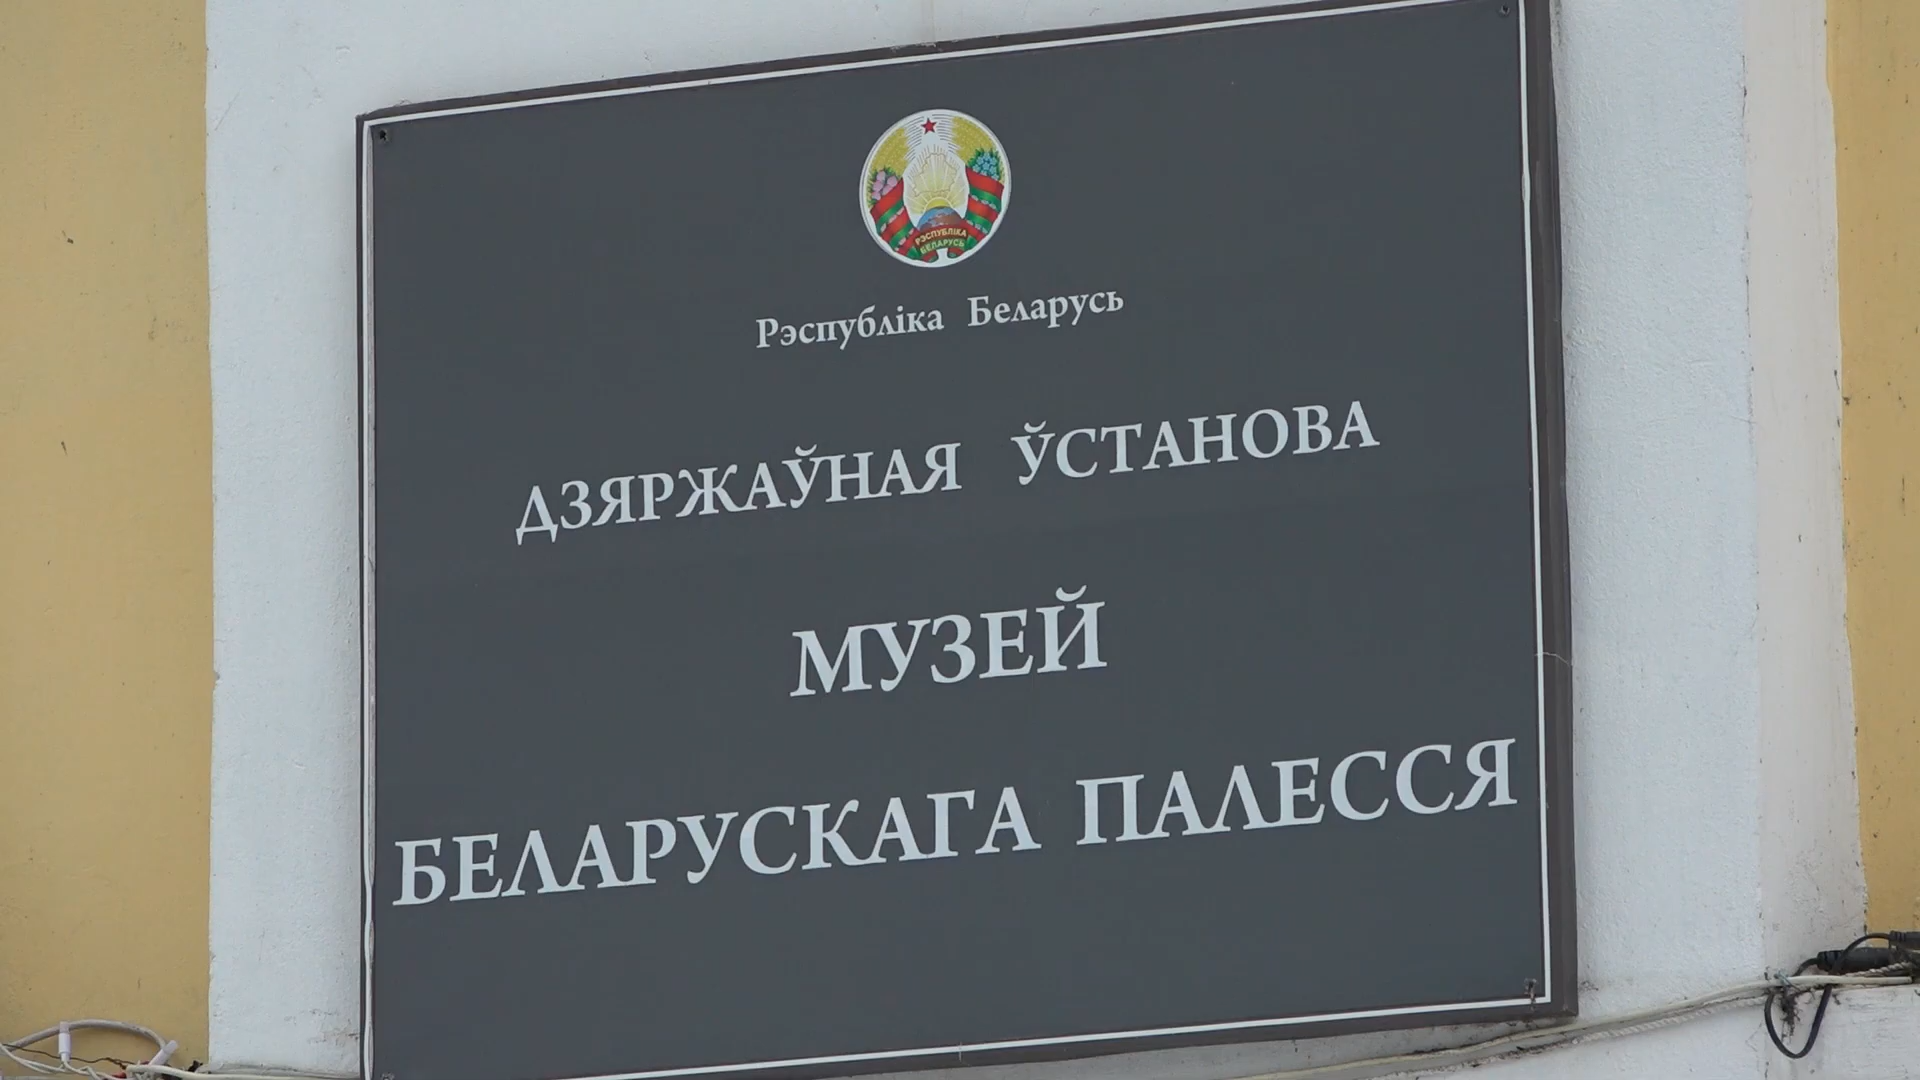 РЭСПУБЛІКА
БЕЛАРУСЬ
Рэспубліка Беларусь
ДЗЯРЖАЎНАЯ ЎСТАНОВА
МУЗЕЙ
БЕЛАРУСКАГА ПАЛЕССЯ